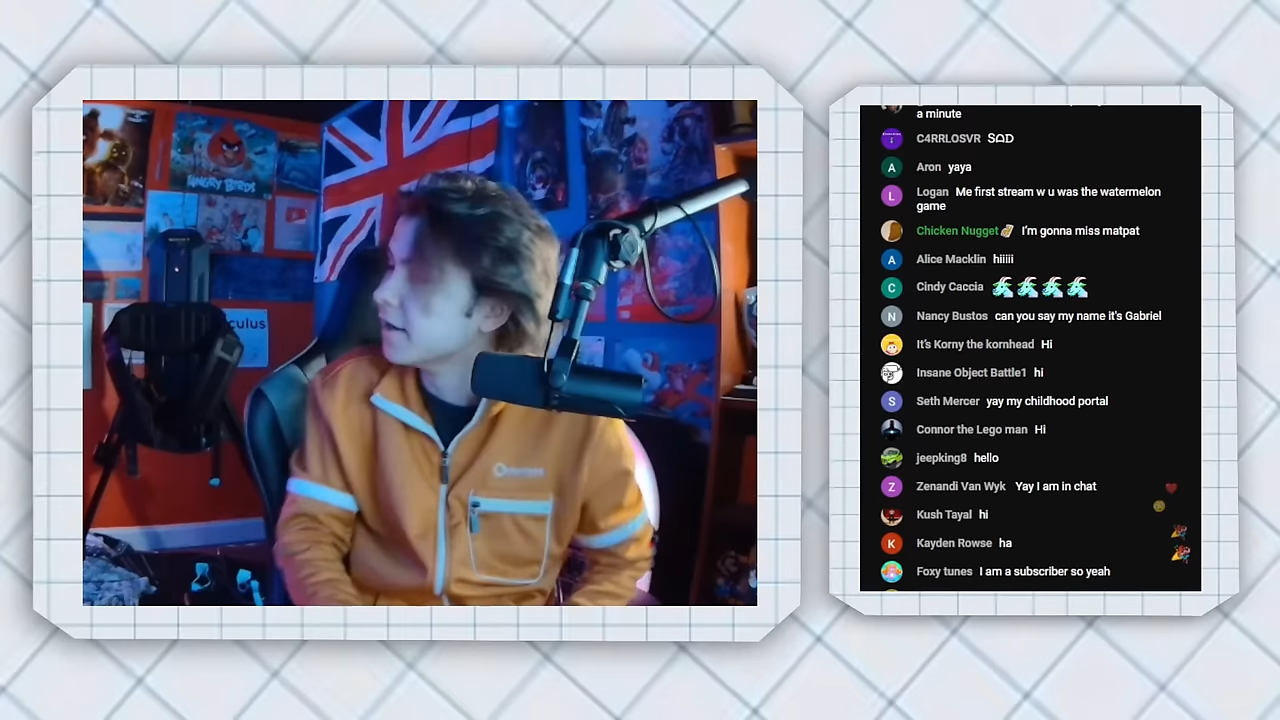 ANGRY BIRDS
culus
a minute
C4RRLOSVR SΩD
Aron yaya
Logan Me first stream w u was the watermelon
game
Chicken Nugget I'm gonna miss matpat
Alice Macklin hiiiii
Cindy Caccia
Nancy Bustos can you say my name it's Gabriel
It's Korny the kornhead Hi
Insane Object Battle1 hi
Seth Mercer yay my childhood portal
Connor the Lego man Hi
jeepking8 hello
Zenandi Van Wyk Yay I am in chat
Kush Tayal hi
Kayden Rowse ha
Foxy tunes I am a subscriber so yeah
A
L
A
C
N
S
Z
K